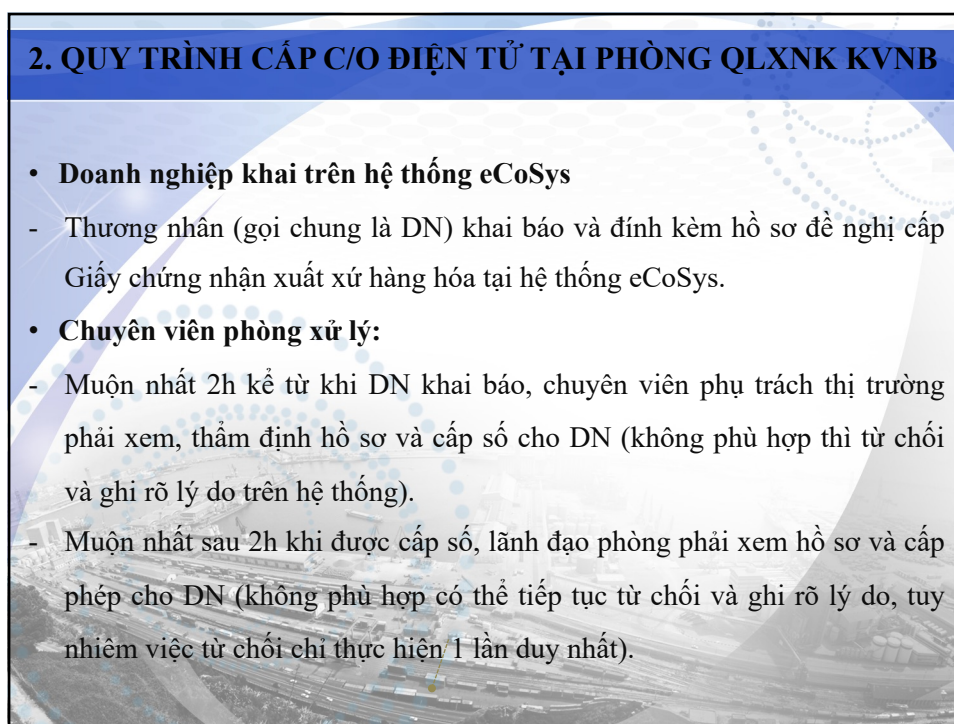 2. QUY TRÌNH CẤP C/O ĐIỆN TỬ TẠI PHÒNG QLXNK KVNB
• Doanh nghiệp khai trên hệ thống eCoSys
- Thương nhân (gọi chung là DN) khai báo và đính kèm hồ sơ đề nghị cấp
Giấy chứng nhận xuất xứ hàng hóa tại hệ thống eCoSys.
• Chuyên viên phòng xử lý:
- Muộn nhất 2h kể từ khi DN khai báo, chuyên viên phụ trách thị trường
phải xem, thẩm định hồ sơ và cấp số cho DN (không phù hợp thì từ chối
và ghi rõ lý do trên hệ thống).
- Muộn nhất sau 2h khi được cấp số, lãnh đạo phòng phải xem hồ sơ và cấp
phép cho DN (không phù hợp có thể tiếp tục từ chối và ghi rõ lý do, tuy
nhiêm việc từ chối chỉ thực hiện 1 lần duy nhất).